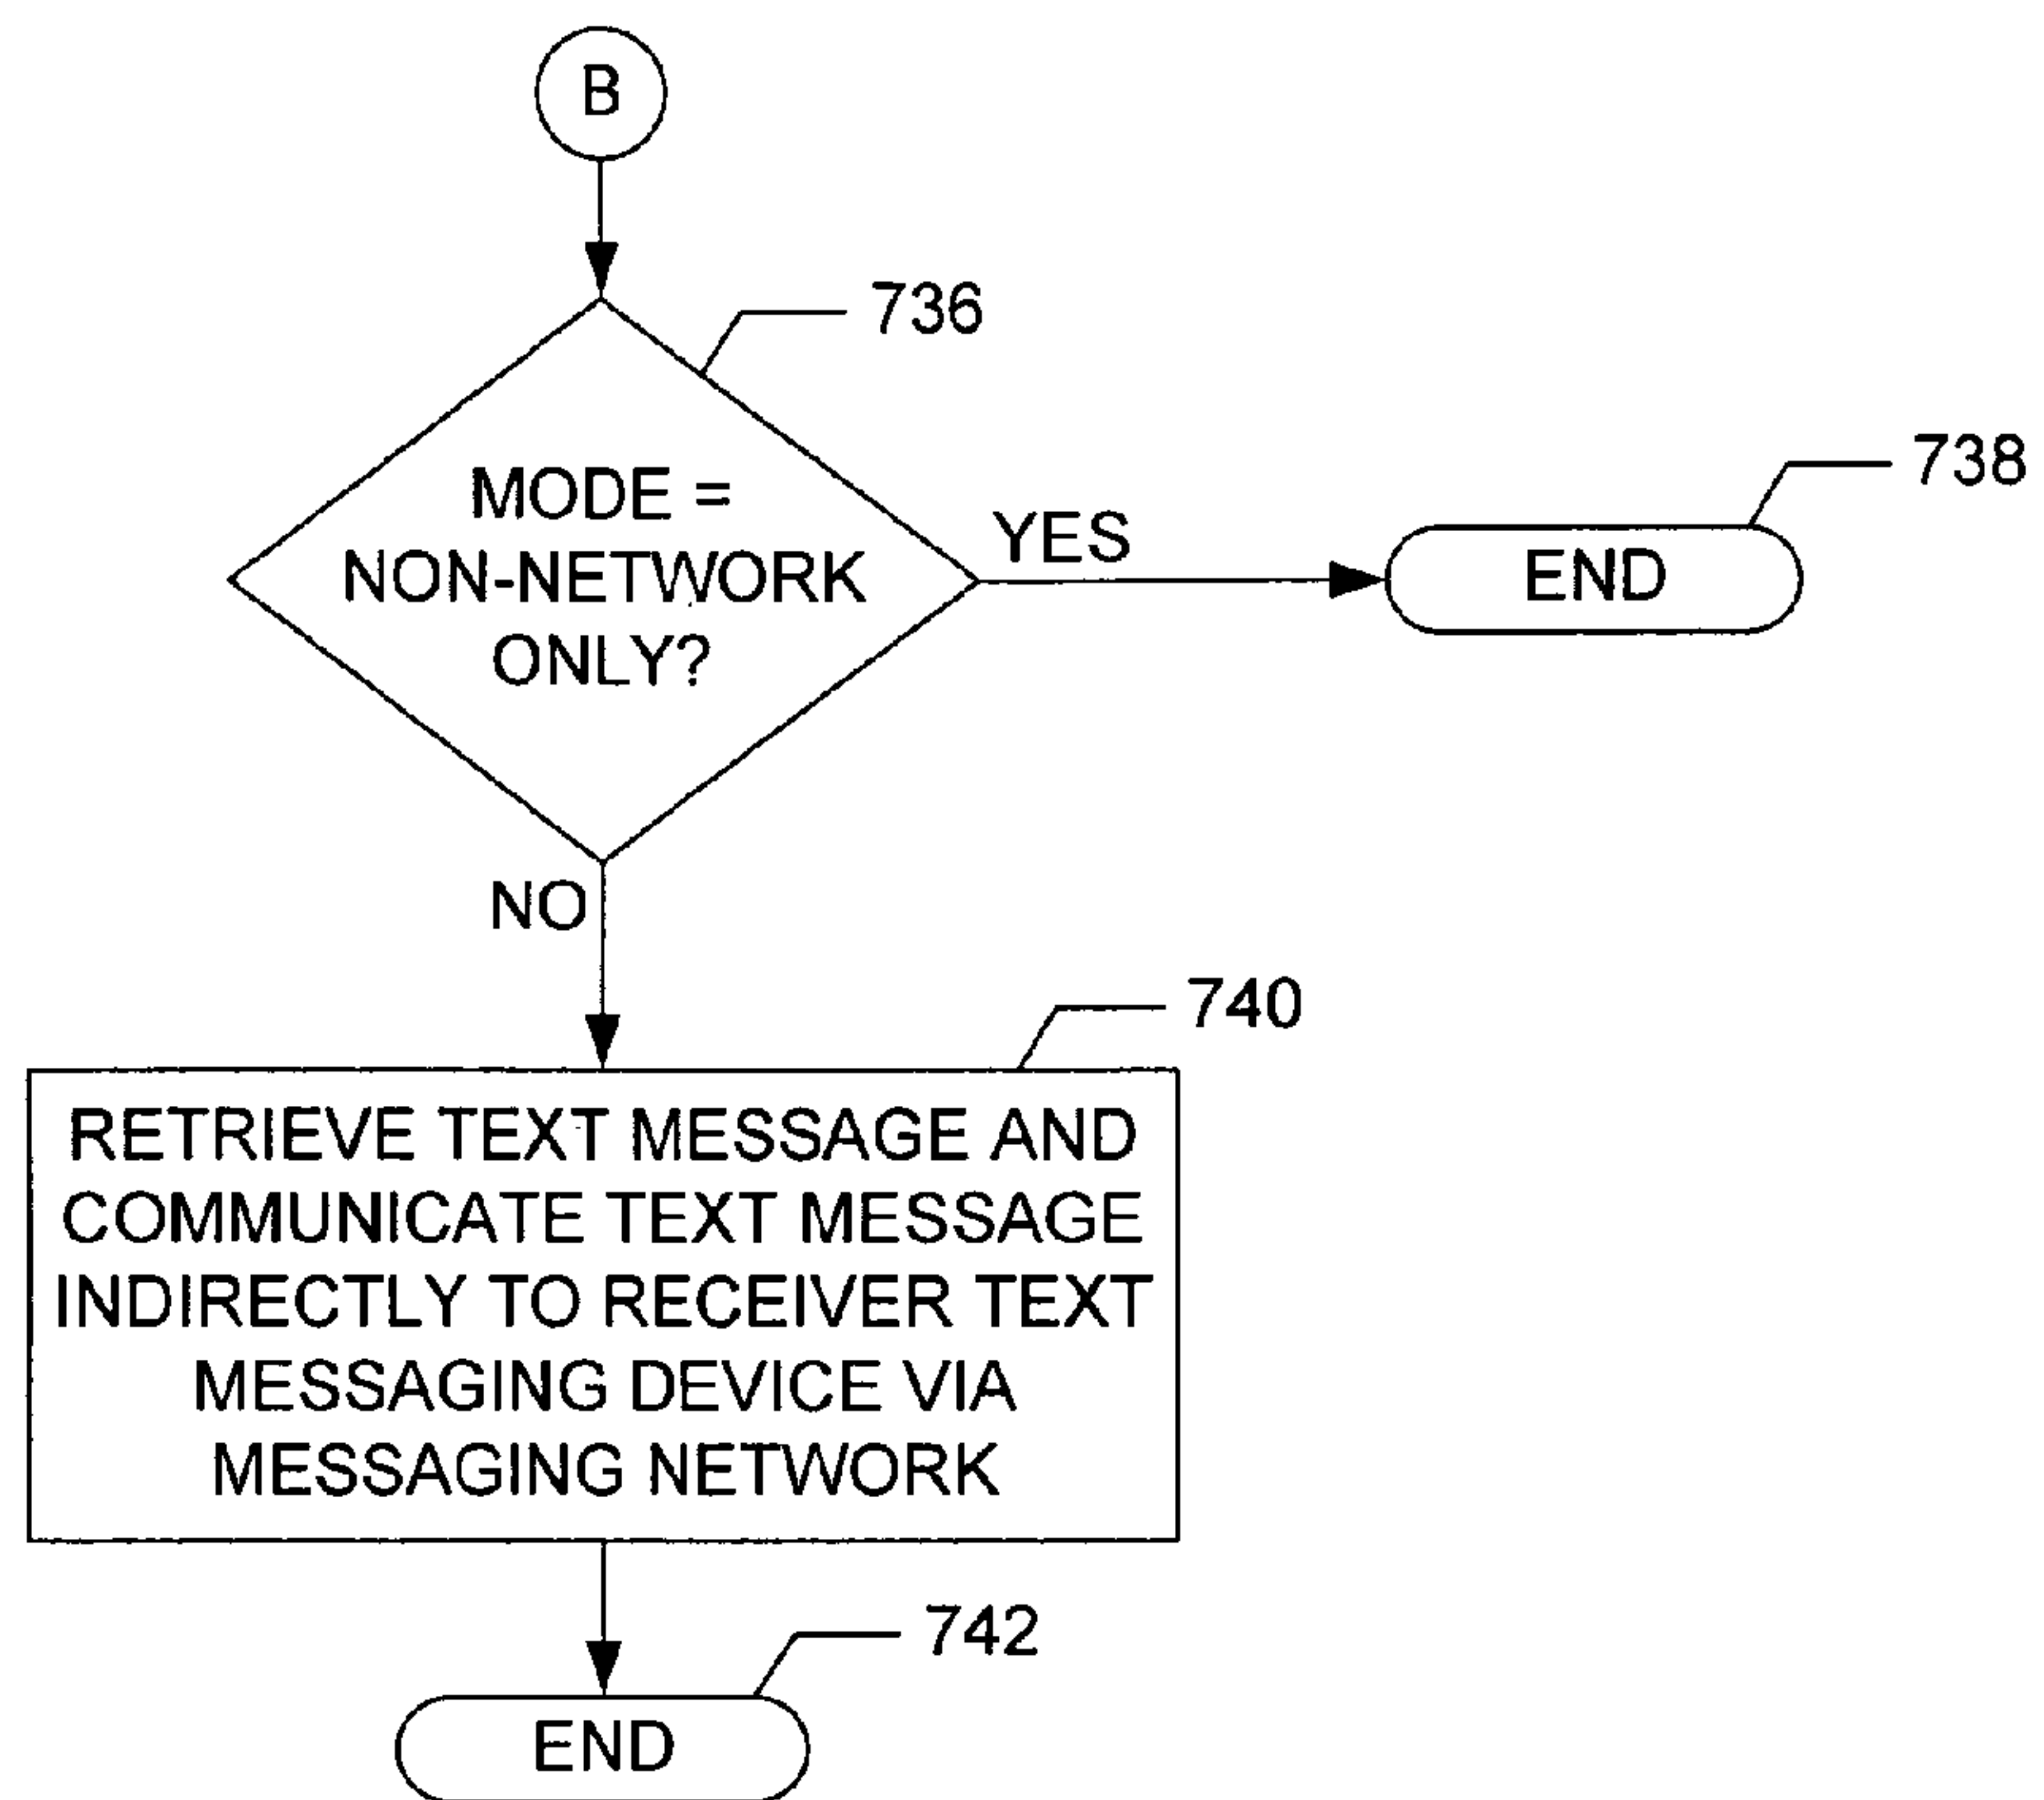 B
736
MODE =
NON-NETWORK
ONLY?
YES
738
END
NO
740
RETRIEVE TEXT MESSAGE AND
COMMUNICATE TEXT MESSAGE
INDIRECTLY TO RECEIVER TEXT
MESSAGING DEVICE VIA
MESSAGING NETWORK
742
END